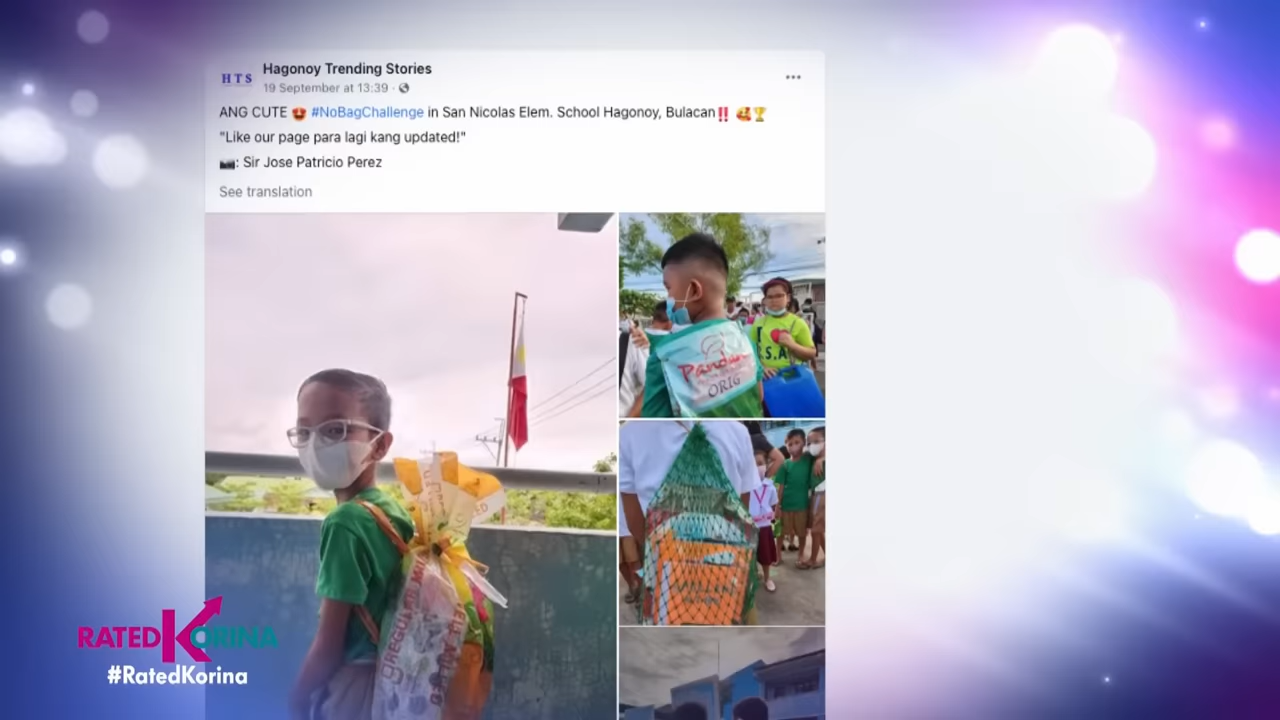 HTS
Hagonoy Trending Stories
19 September at 13:39 ·
ANG CUTE 😍 #NoBagChallenge in San Nicolas Elem. School Hagonoy, Bulacan‼️ 🥰🏆
"Like our page para lagi kang updated!"
📷: Sir Jose Patricio Perez
See translation
ORIG
RATED KORINA
#RatedKorina